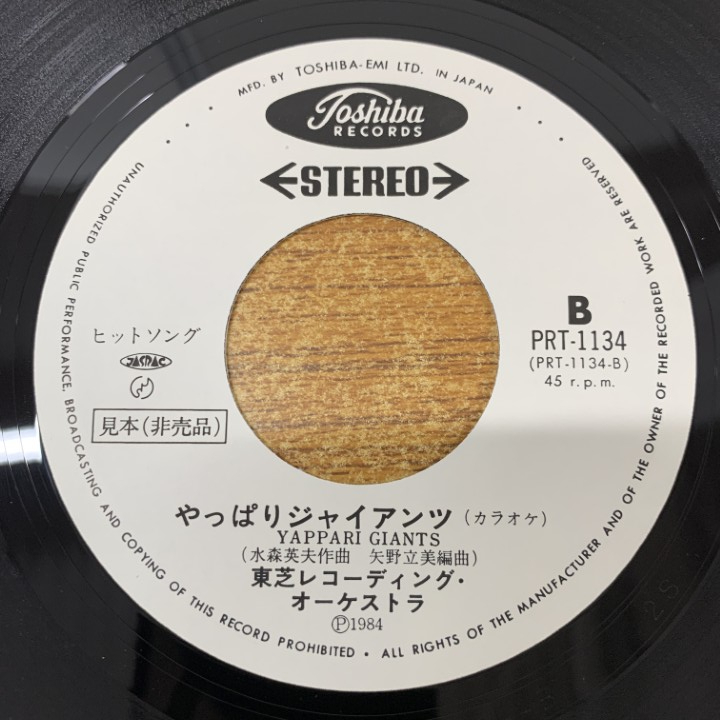 MFD. BY TOSHIBA-EMI LTD. IN JAPAN
Toshiba
RECORDS
STEREO
ヒットソング
JASRAC
見本(非売品)
B
PRT-1134
(PRT-1134-B)
45 r.p.m.
やっぱりジャイアンツ(カラオケ)
YAPPARI GIANTS
(水森英夫作曲 矢野立美編曲)
東芝レコーディング・
オーケストラ
Ⓟ1984
UNAUTHORIZED PUBLIC PERFORMANCE, BROADCASTING AND COPYING OF THIS RECORD PROHIBITED • ALL RIGHTS OF THE MANUFACTURER AND OF THE OWNER OF THE RECORDED WORK ARE RESERVED